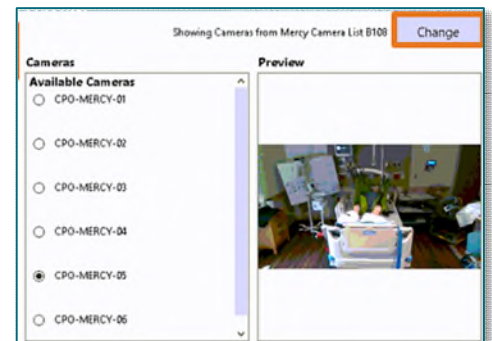 Showing Cameras from Mercy Camera List B108
Change
Cameras
Preview
Available Cameras
CPO-MERCY-01
CPO-MERCY-02
CPO-MERCY-03
CPO-MERCY-04
CPO-MERCY-05
CPO-MERCY-06